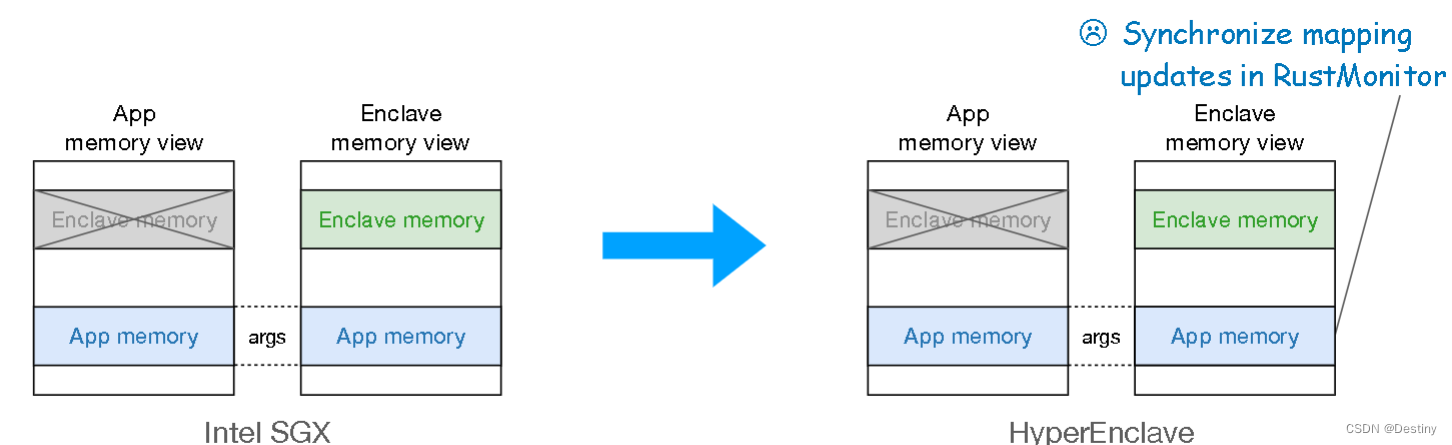 ☹ Synchronize mapping
updates in RustMonitor
App
memory view
Enclave
memory view
Enclave memory
Enclave memory
App memory
args
App memory
Intel SGX
App
memory view
Enclave
memory view
Enclave memory
Enclave memory
App memory
args
App memory
HyperEnclave
CSDN @Destiny